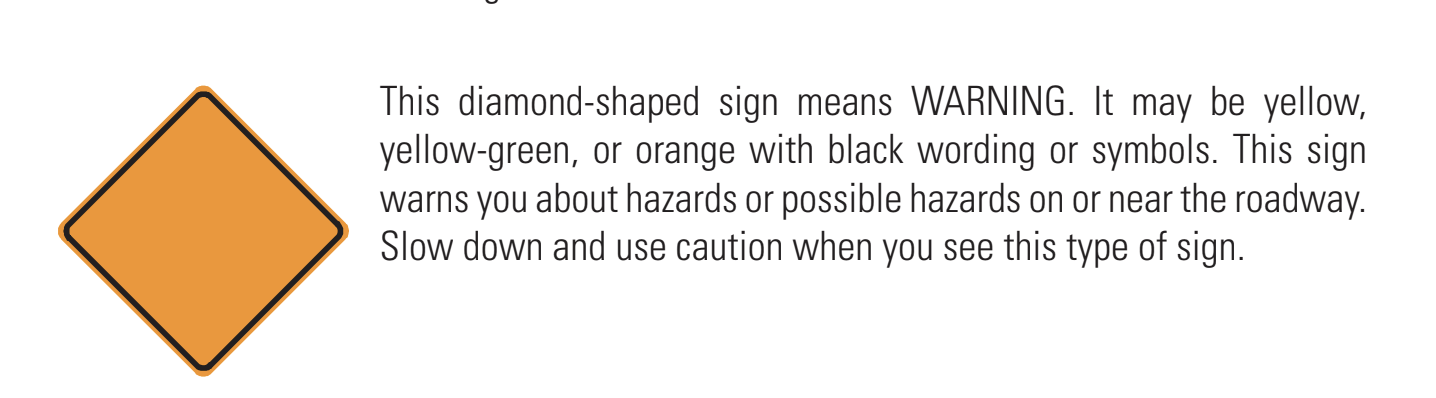 This diamond-shaped sign means WARNING. It may be yellow,
yellow-green, or orange with black wording or symbols. This sign
warns you about hazards or possible hazards on or near the roadway.
Slow down and use caution when you see this type of sign.